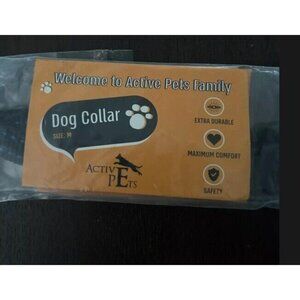 Welcome to Active Pets Family
Dog Collar
SIZE: M
EXTRA DURABLE
MAXIMUM COMFORT
SAFETY
ACTIVE
PETS